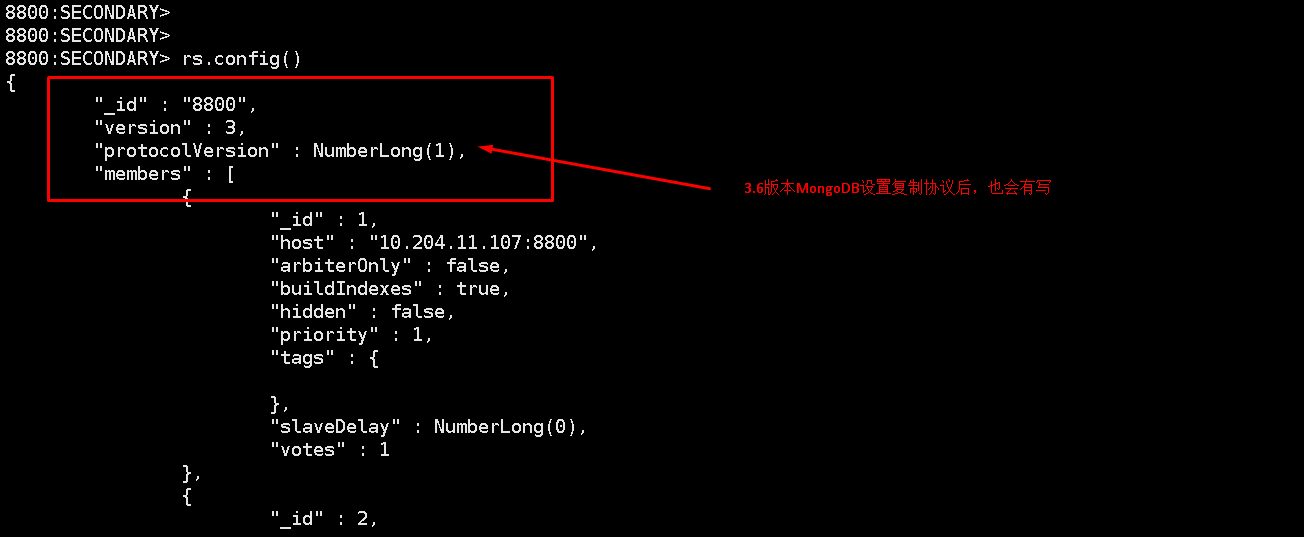 8800:SECONDARY>
8800:SECONDARY>
8800:SECONDARY> rs.config()
{
"_id" : "8800",
"version" : 3,
"protocolVersion" : NumberLong(1),
"members" : [
3.6版本MongoDB设置复制协议后，也会有写
{
"_id" : 1,
"host" : "10.204.11.107:8800",
"arbiterOnly" : false,
"buildIndexes" : true,
"hidden" : false,
"priority" : 1,
"tags" : {
},
"slaveDelay" : NumberLong(0),
"votes" : 1
},
{
"_id" : 2,